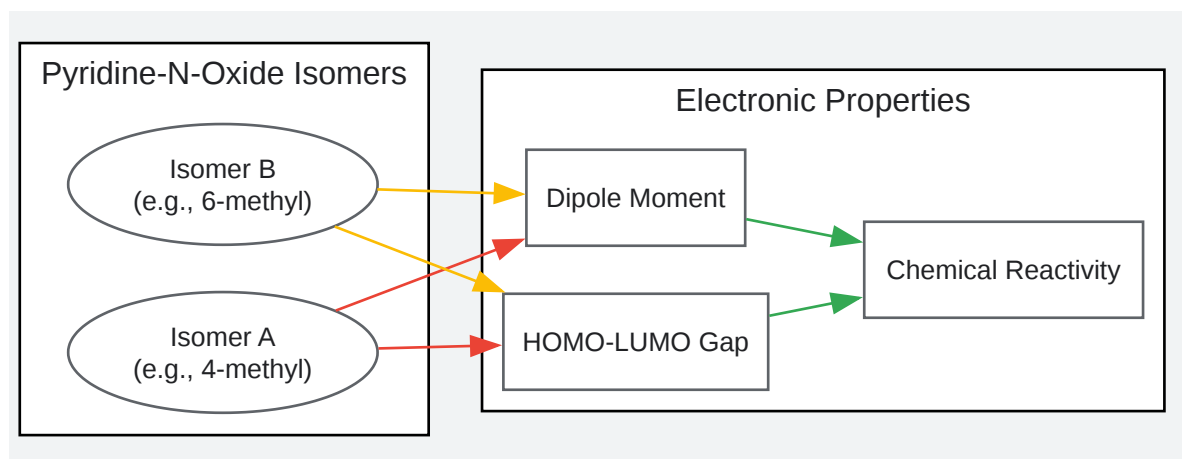 Pyridine-N-Oxide Isomers
Isomer B
(e.g., 6-methyl)
Isomer A
(e.g., 4-methyl)
Electronic Properties
Dipole Moment
HOMO-LUMO Gap
Chemical Reactivity